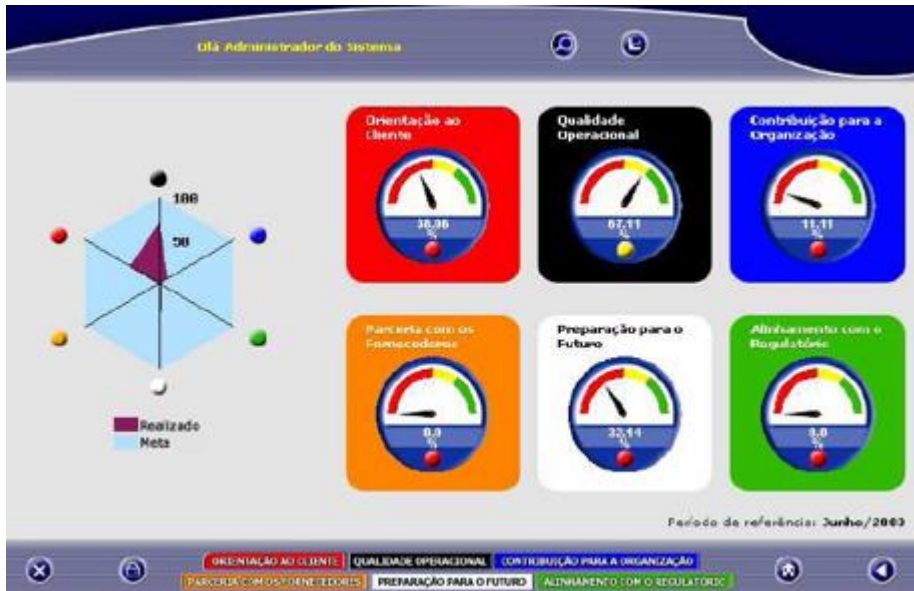 Olá Administrador do Sistema
Orientação ao
Cliente
Qualidade
Operacional
Contribuição para a
Organização
100
50
67.11
%
11.11
%
%
Parceria com os
Fornecedores
Preparação para o
Futuro
Alinhamento com o
Regulatório
0.0
%
%
0.0
%
Realizado
Meta
Período de referência: Junho/2003
ORIENTAÇÃO AO CLIENTE
QUALIDADE OPERACIONAL
CONTRIBUIÇÃO PARA A ORGANIZAÇÃO
PARCERIA COM OS FORNECEDORES
PREPARAÇÃO PARA O FUTURO
ALINHAMENTO COM O REGULATÓRIO